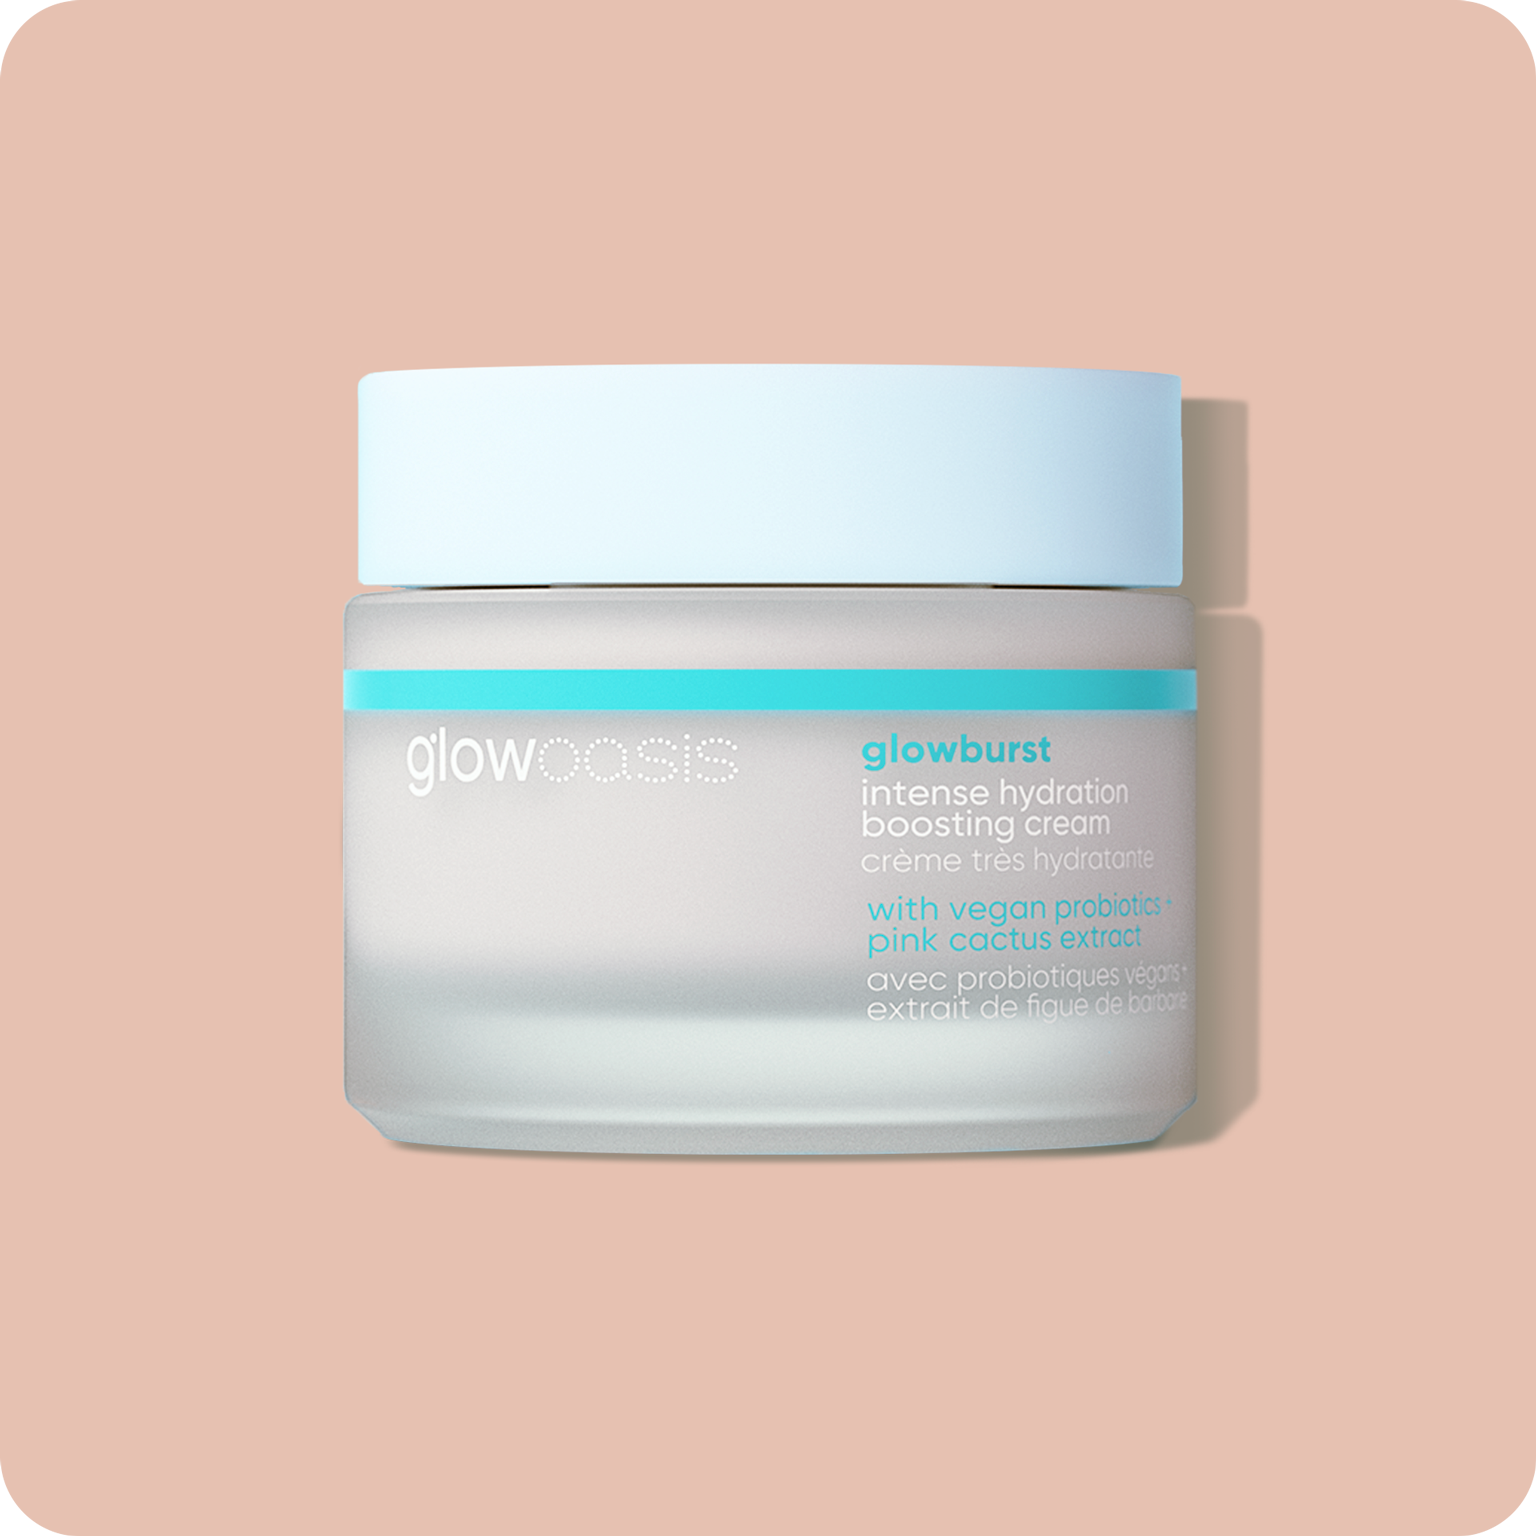 glowoasis
glowburst
intense hydration
boosting cream
crème très hydratante
with vegan probiotics +
pink cactus extract
avec probiotiques végans +
extrait de figue de barbarie